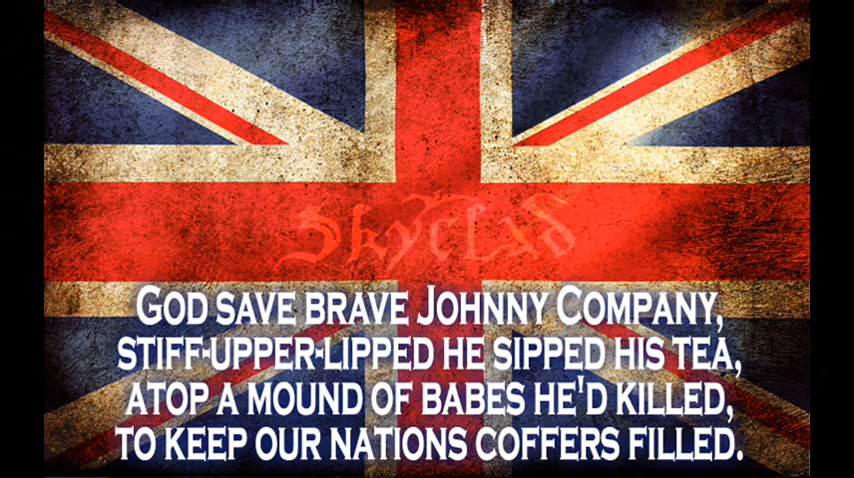 Skyclad
GOD SAVE BRAVE JOHNNY COMPANY,
STIFF-UPPER-LIPPED HE SIPPED HIS TEA,
ATOP A MOUND OF BABES HE'D KILLED,
TO KEEP OUR NATIONS COFFERS FILLED.